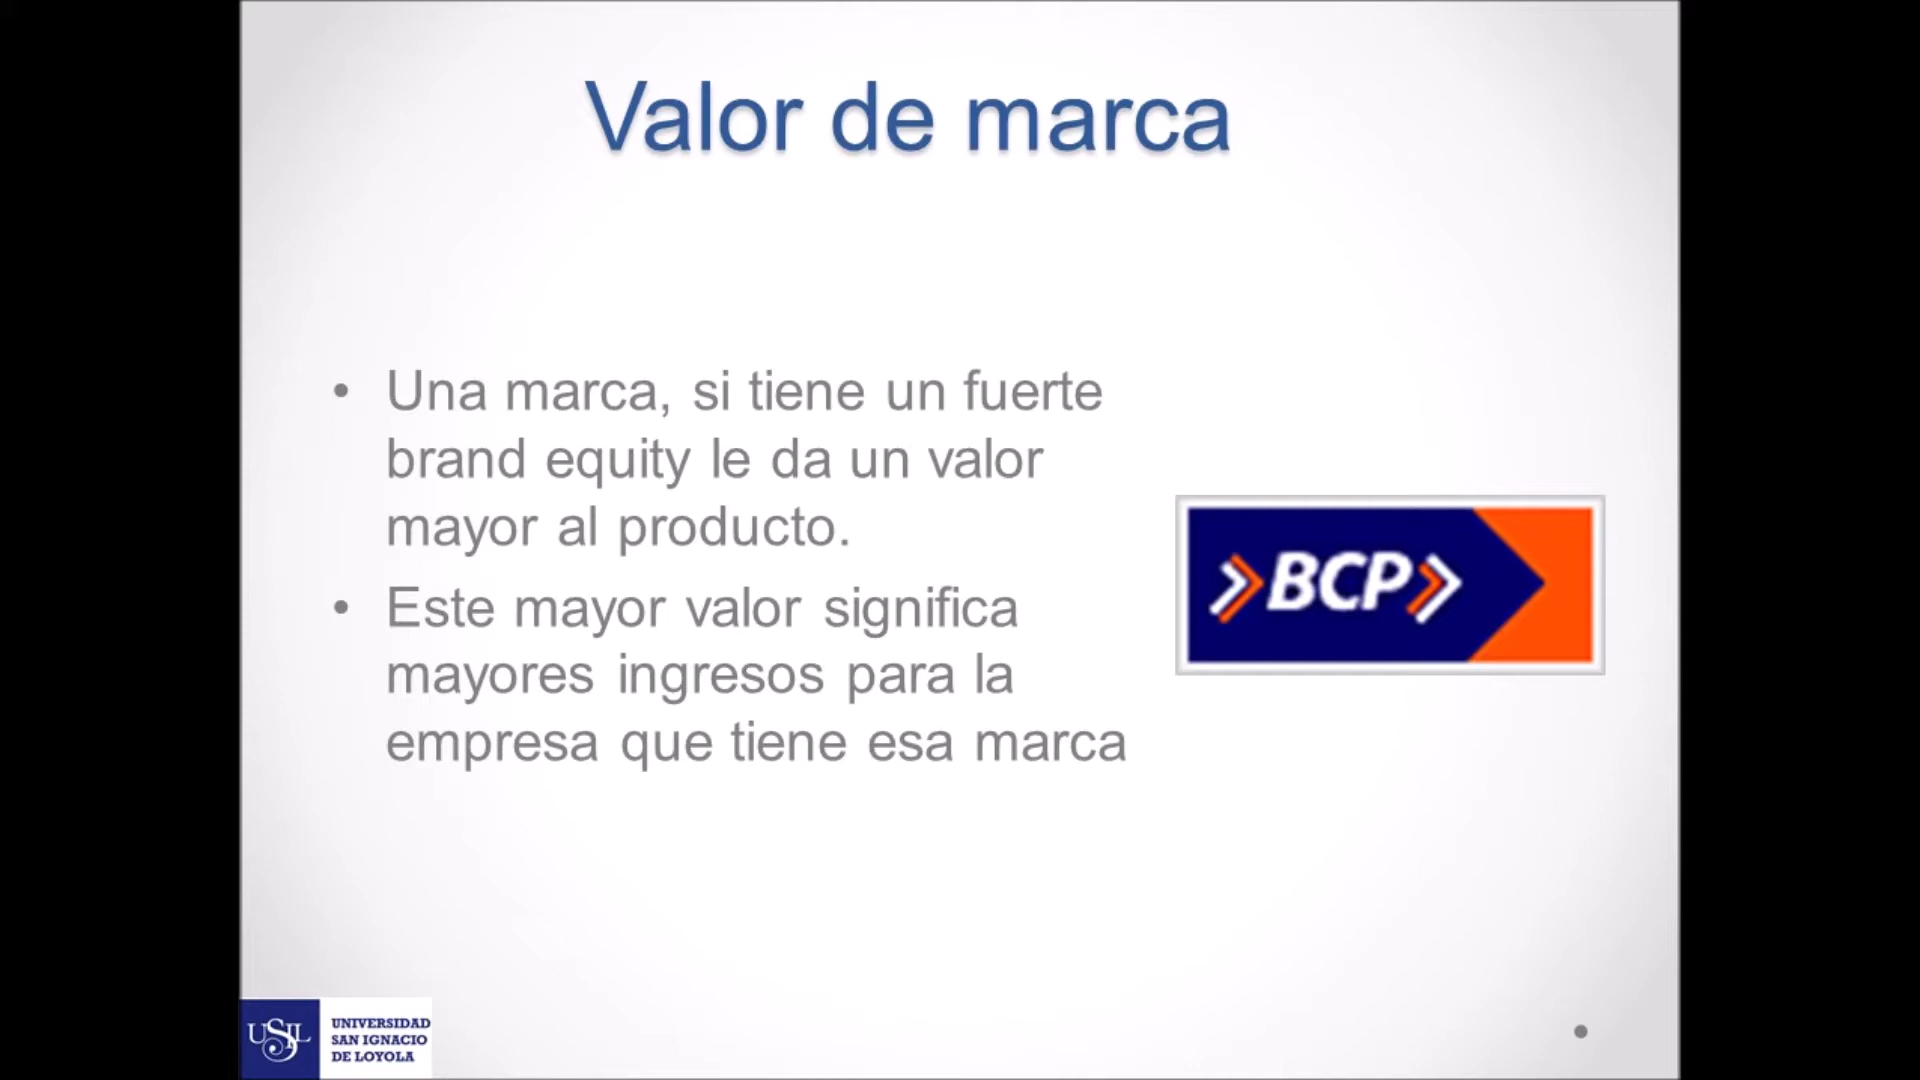 Valor de marca
• Una marca, si tiene un fuerte
brand equity le da un valor
mayor al producto.
• Este mayor valor significa
mayores ingresos para la
empresa que tiene esa marca
BCP
USIL
UNIVERSIDAD
SAN IGNACIO
DE LOYOLA